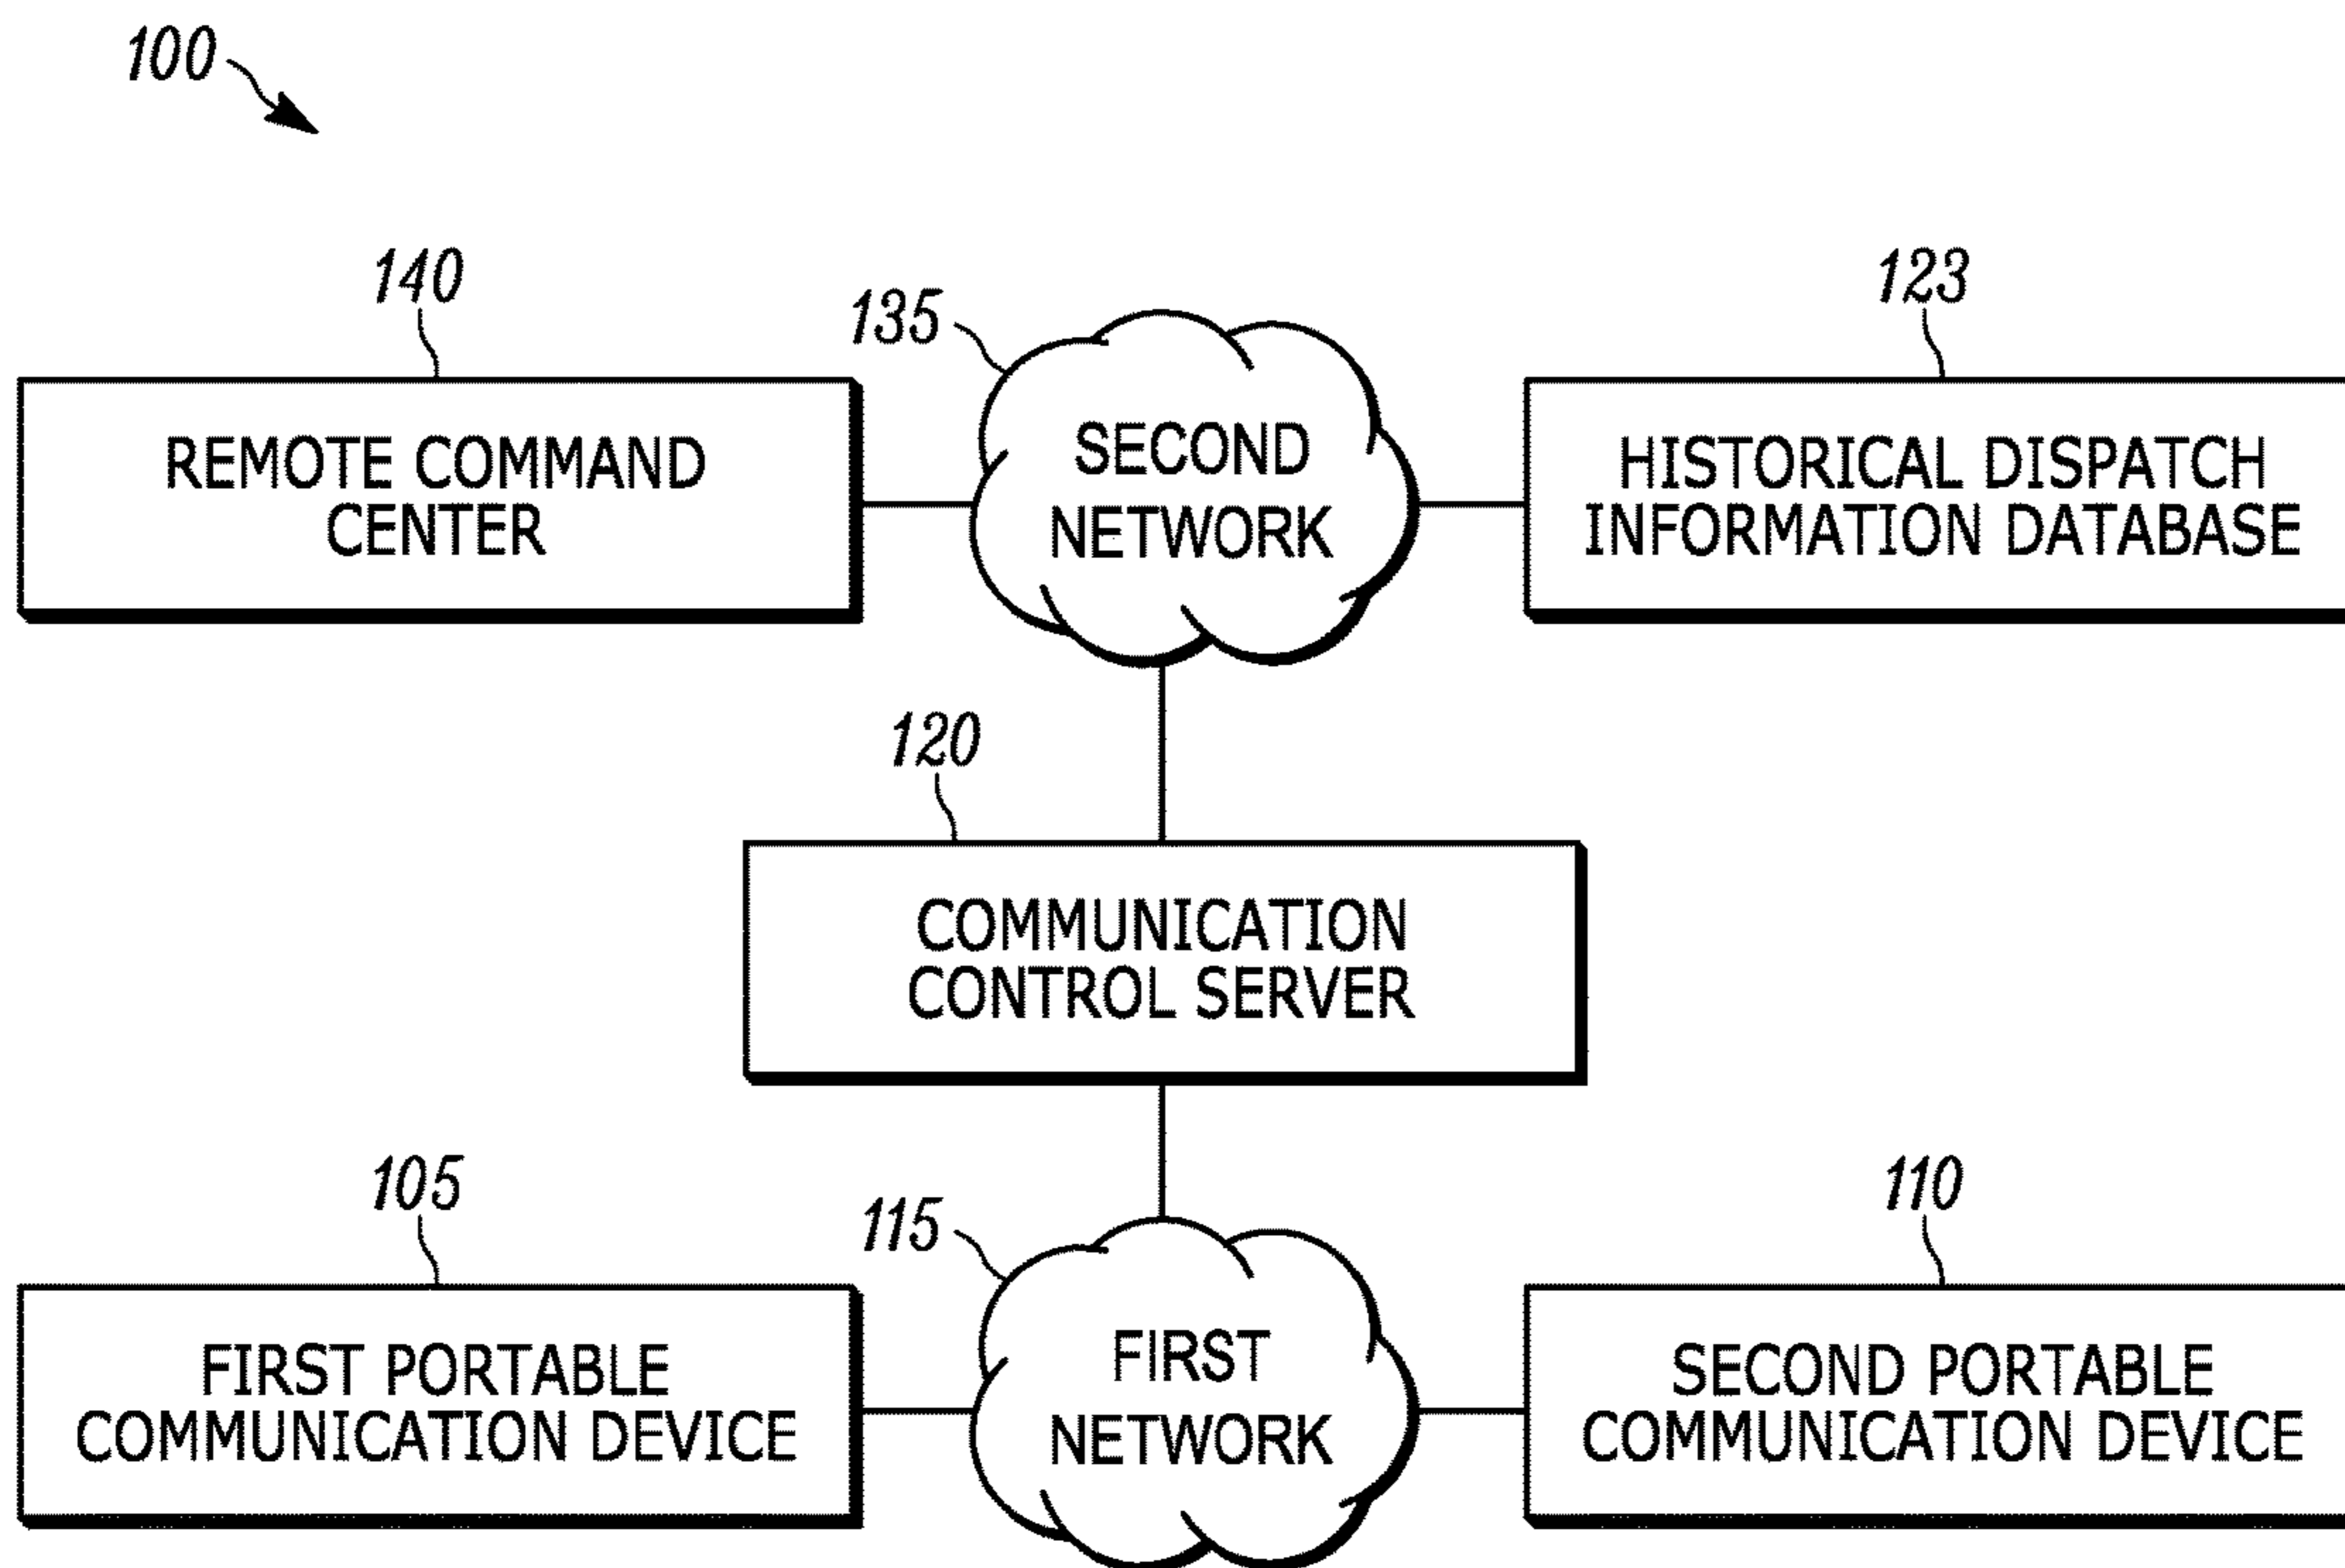 100
140
135
123
REMOTE COMMAND
CENTER
SECOND
NETWORK
HISTORICAL DISPATCH
INFORMATION DATABASE
120
COMMUNICATION
CONTROL SERVER
105
115
110
FIRST PORTABLE
COMMUNICATION DEVICE
FIRST
NETWORK
SECOND PORTABLE
COMMUNICATION DEVICE